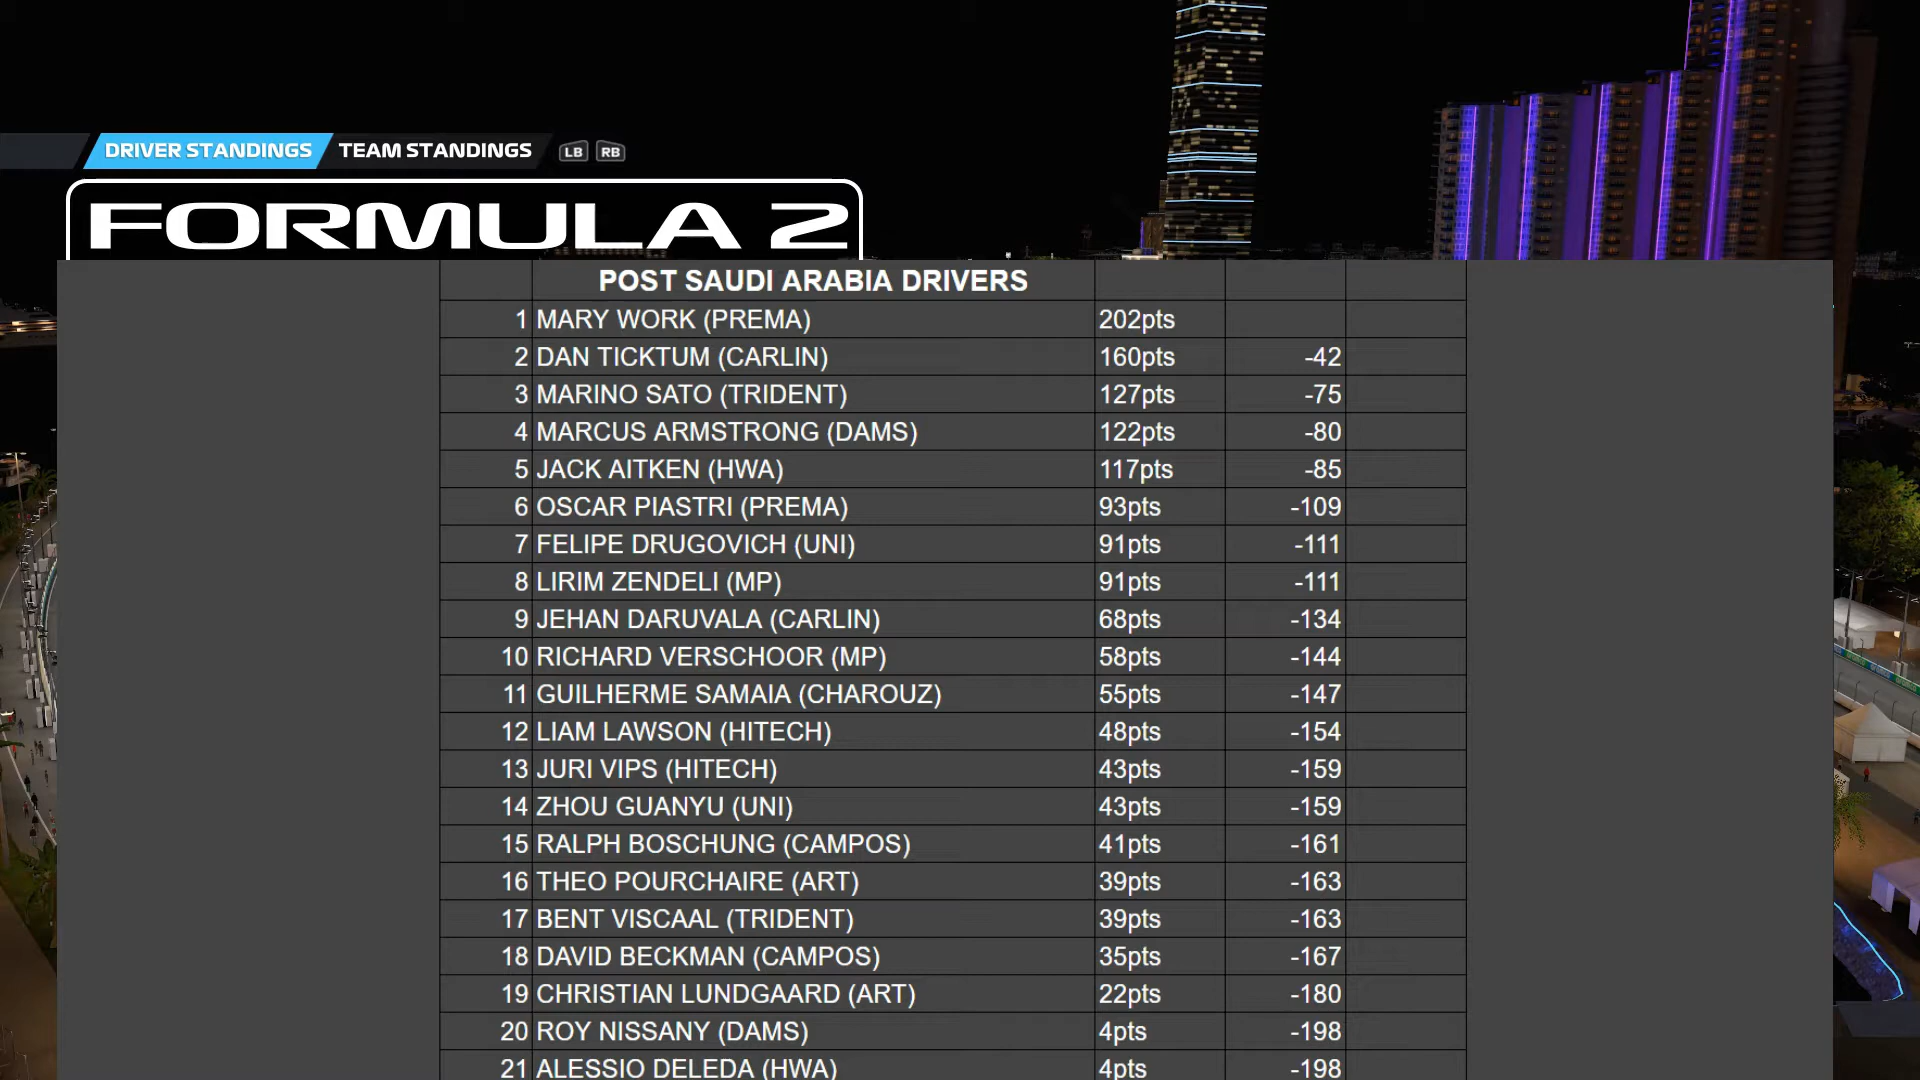 DRIVER STANDINGS TEAM STANDINGS LB RB
FORMULA 2
POST SAUDI ARABIA DRIVERS
1 MARY WORK (PREMA) 202pts
2 DAN TICKTUM (CARLIN) 160pts -42
3 MARINO SATO (TRIDENT) 127pts -75
4 MARCUS ARMSTRONG (DAMS) 122pts -80
5 JACK AITKEN (HWA) 117pts -85
6 OSCAR PIASTRI (PREMA) 93pts -109
7 FELIPE DRUGOVICH (UNI) 91pts -111
8 LIRIM ZENDELI (MP) 91pts -111
9 JEHAN DARUVALA (CARLIN) 68pts -134
10 RICHARD VERSCHOOR (MP) 58pts -144
11 GUILHERME SAMAIA (CHAROUZ) 55pts -147
12 LIAM LAWSON (HITECH) 48pts -154
13 JURI VIPS (HITECH) 43pts -159
14 ZHOU GUANYU (UNI) 43pts -159
15 RALPH BOSCHUNG (CAMPOS) 41pts -161
16 THEO POURCHAIRE (ART) 39pts -163
17 BENT VISCAAL (TRIDENT) 39pts -163
18 DAVID BECKMAN (CAMPOS) 35pts -167
19 CHRISTIAN LUNDGAARD (ART) 22pts -180
20 ROY NISSANY (DAMS) 4pts -198
21 ALESSIO DELEDA (HWA) 4pts -198